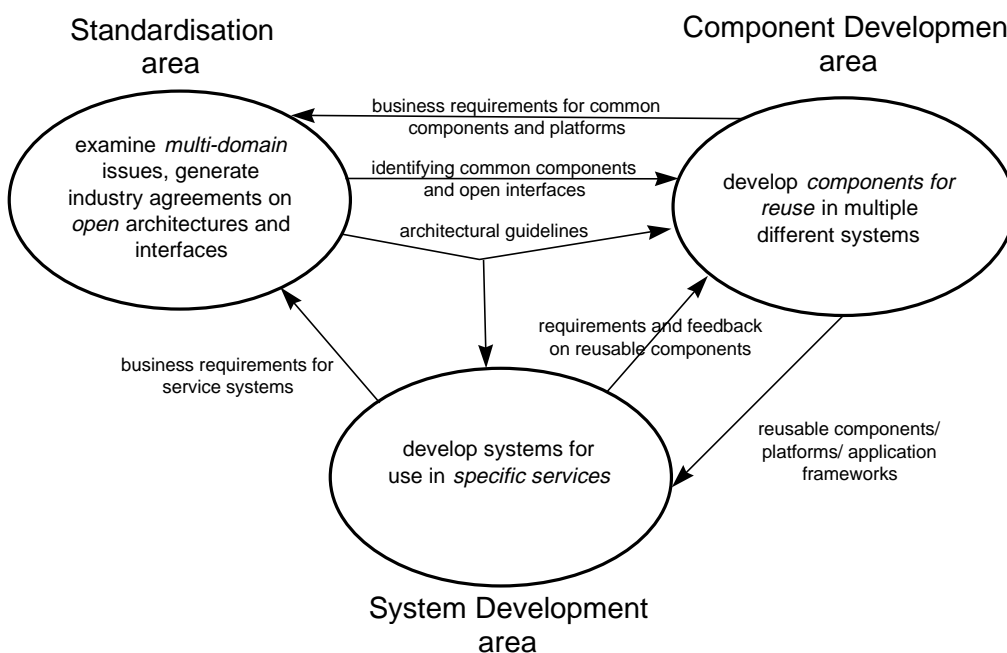 Standardisation
area
Component Development
area
business requirements for common
components and platforms
examine multi-domain
issues, generate
industry agreements on
open architectures and
interfaces
identifying common components
and open interfaces
develop components for
reuse in multiple
different systems
architectural guidelines
requirements and feedback
on reusable components
business requirements for
service systems
reusable components/
platforms/ application
frameworks
develop systems for
use in specific services
System Development
area